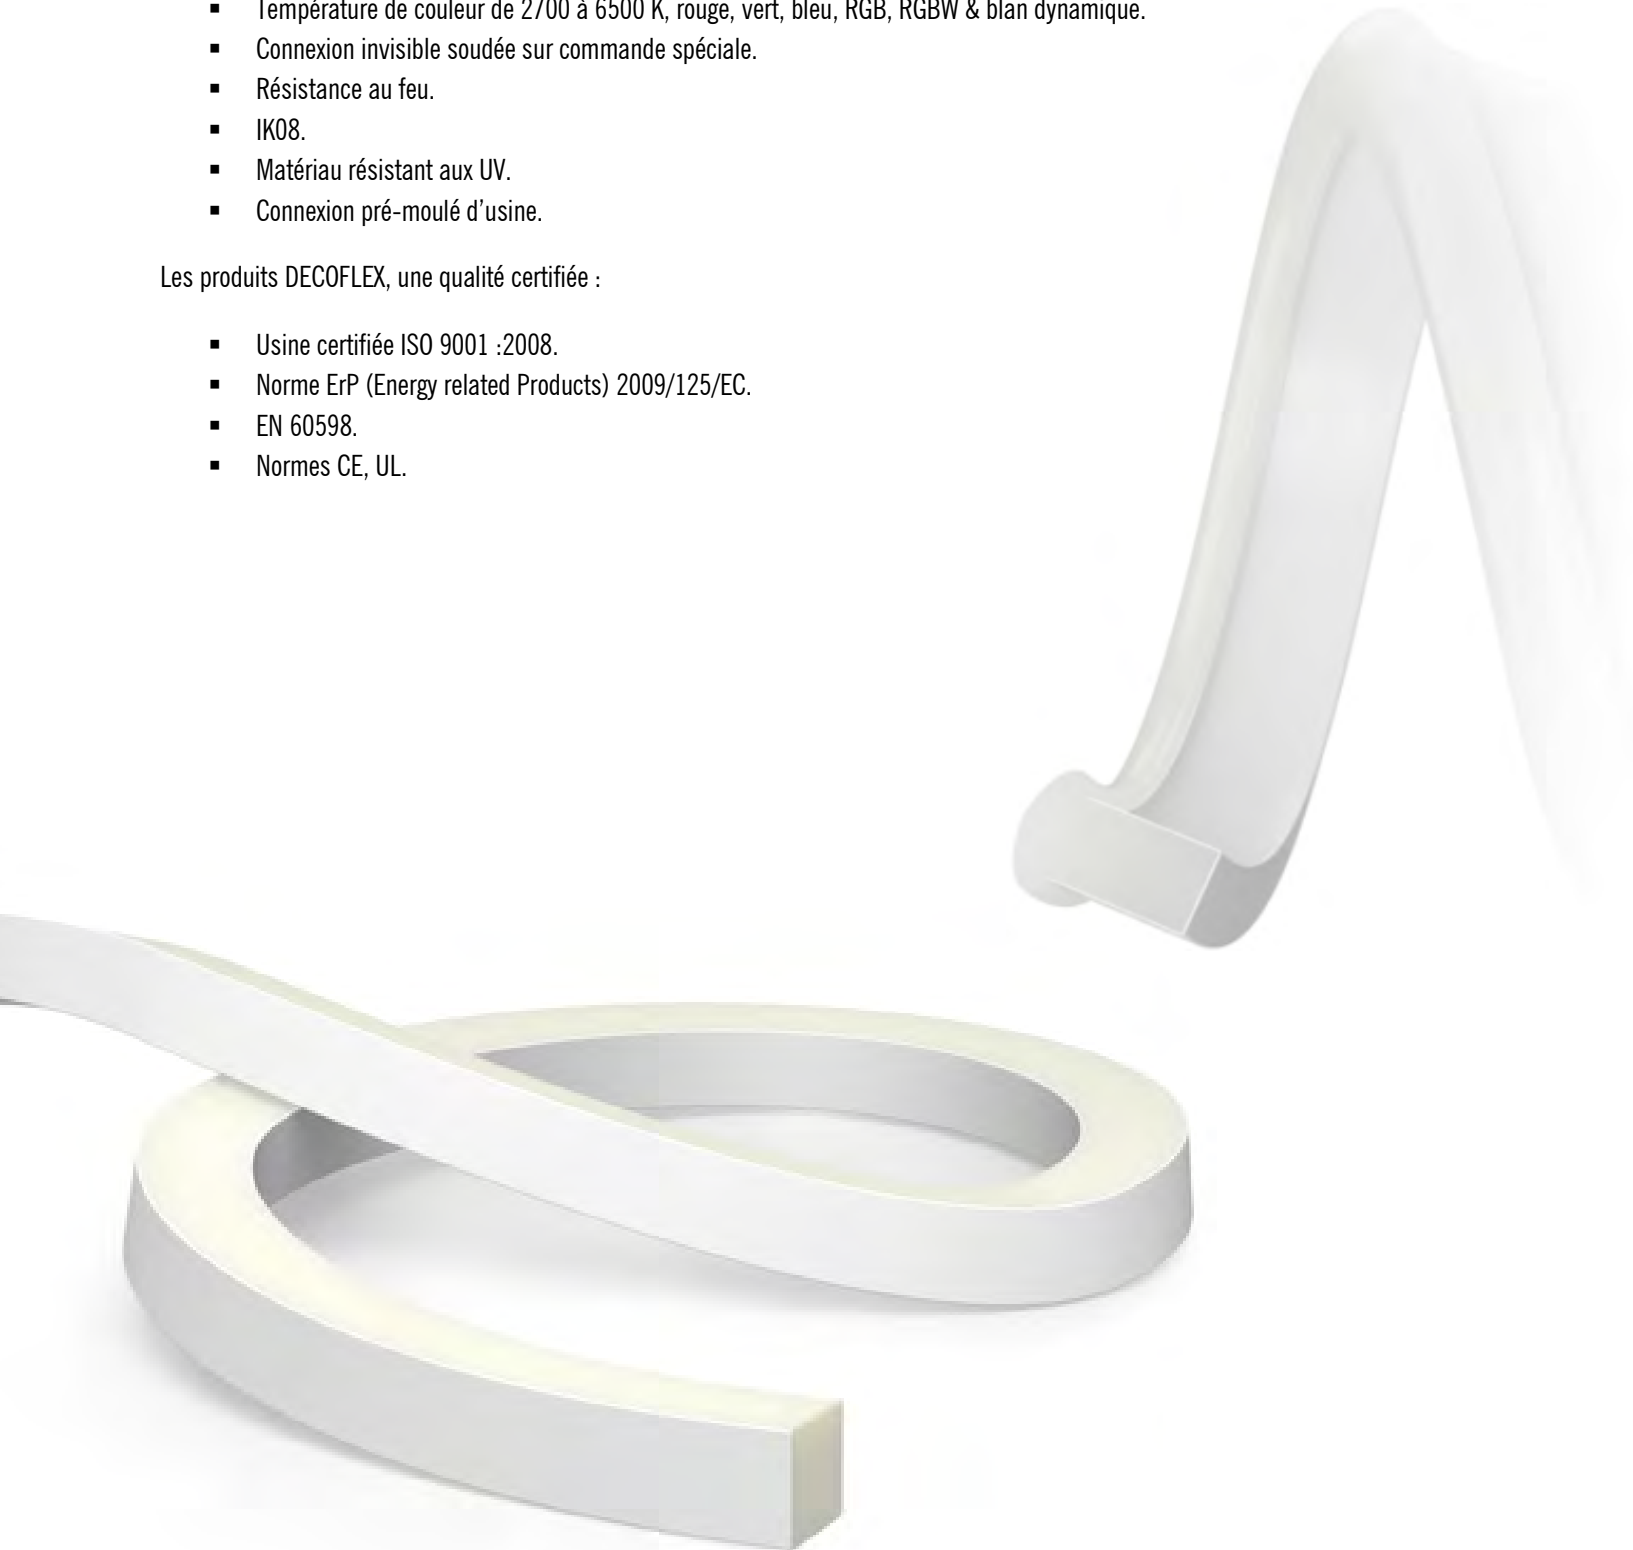 ▪ Température de couleur de 2700 à 6500 K, rouge, vert, bleu, RGB, RGBW & blan dynamique.
▪ Connexion invisible soudée sur commande spéciale.
▪ Résistance au feu.
▪ IK08.
▪ Matériau résistant aux UV.
▪ Connexion pré-moulé d’usine.
Les produits DECOFLEX, une qualité certifiée :
▪ Usine certifiée ISO 9001 :2008.
▪ Norme ErP (Energy related Products) 2009/125/EC.
▪ EN 60598.
▪ Normes CE, UL.